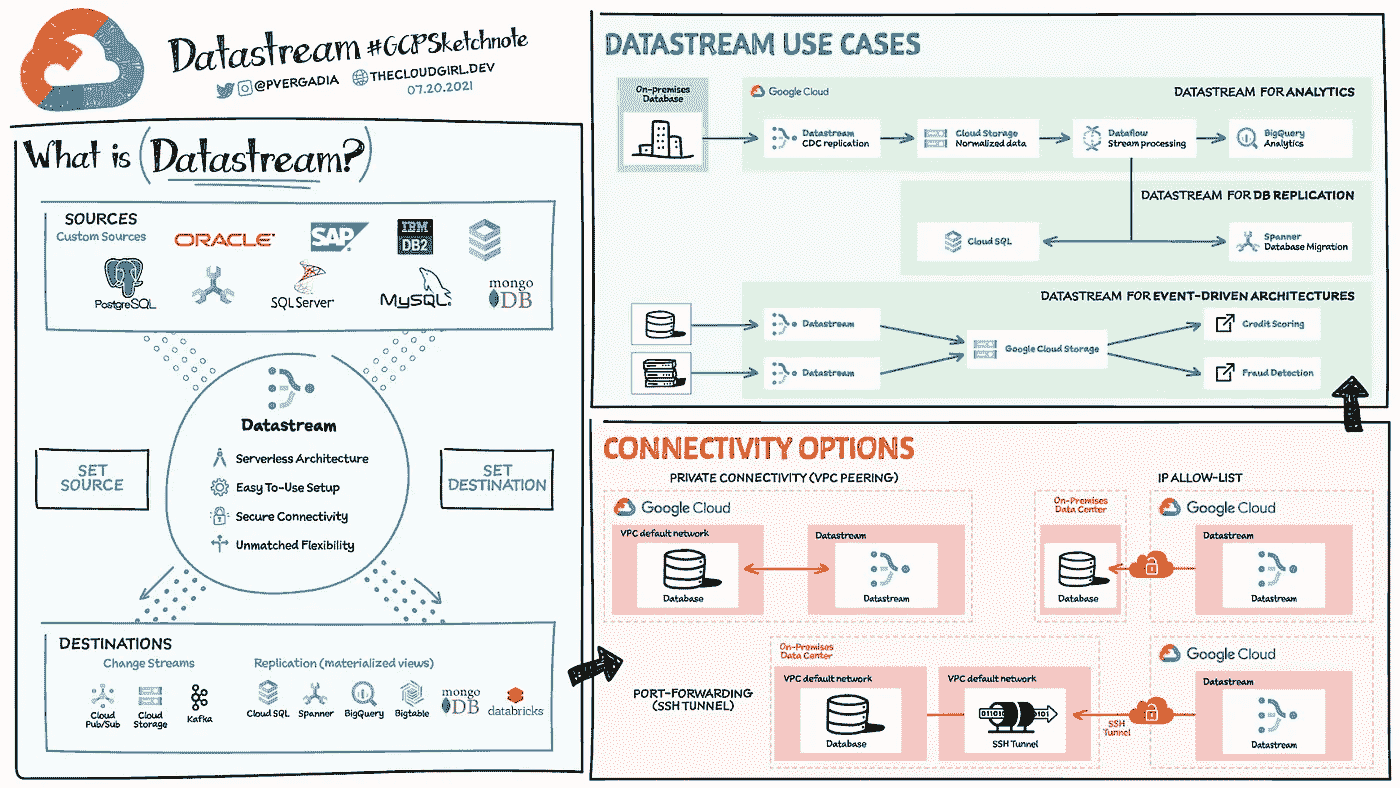 Datastream #GCPSketchnote
@PVERGADIA THECLOUDGIRL.DEV
07.20.2021
What is (Datastream?)
SOURCES
Custom Sources
ORACLE
SAP
IBM
DB2
PostgreSQL
SQL Server
MySQL
mongo
DB
Datastream
Serverless Architecture
Easy To-Use Setup
Secure Connectivity
Unmatched Flexibility
SET
SOURCE
SET
DESTINATION
DESTINATIONS
Change Streams
Cloud
Pub/Sub
Cloud
Storage
Kafka
Replication (materialized views)
Cloud SQL
Spanner
BigQuery
Bigtable
mongo
DB
databricks
DATASTREAM USE CASES
On-premises
Database
Google Cloud
DATASTREAM FOR ANALYTICS
Datastream
CDC replication
Cloud Storage
Normalized data
Dataflow
Stream processing
BigQuery
Analytics
DATASTREAM FOR DB REPLICATION
Cloud SQL
Spanner
Database Migration
DATASTREAM FOR EVENT-DRIVEN ARCHITECTURES
Datastream
Datastream
Google Cloud Storage
Credit Scoring
Fraud Detection
CONNECTIVITY OPTIONS
PRIVATE CONNECTIVITY (VPC PEERING)
Google Cloud
VPC default network
Database
Datastream
Datastream
IP ALLOW-LIST
On-Premises
Data Center
Database
Google Cloud
Datastream
Datastream
PORT-FORWARDING
(SSH TUNNEL)
On-Premises
Data Center
VPC default network
Database
VPC default network
011010 0101
SSH Tunnel
SSH
Tunnel
Google Cloud
Datastream
Datastream